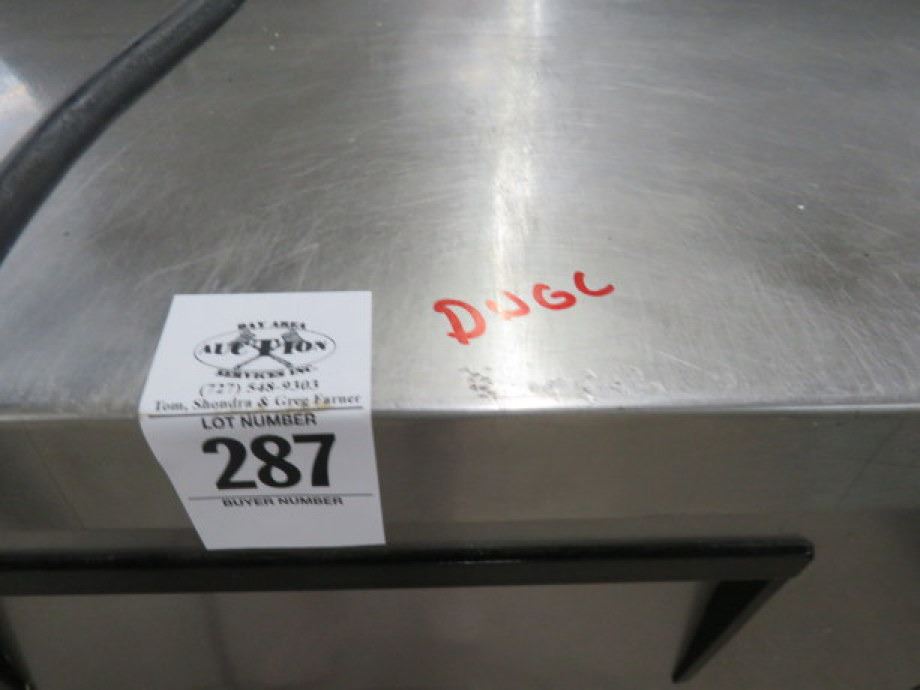 BAY AREA
AUCTION
SERVICES INC
(727) 548-9303
Tom, Shondra & Greg Farner
LOT NUMBER
287
BUYER NUMBER
DUGC